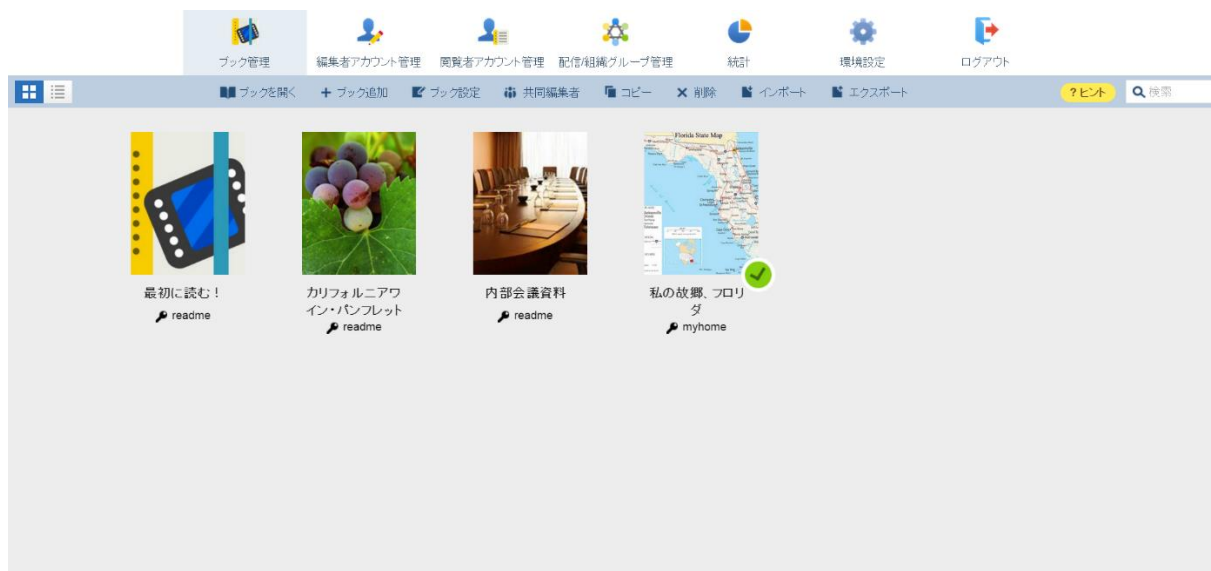 ブック管理
編集者アカウント管理
閲覧者アカウント管理
配信/組織グループ管理
統計
環境設定
ログアウト
ブックを開く
ブック追加
ブック設定
共同編集者
コピー
削除
インポート
エクスポート
?ヒント
検索
Florida State Map
最初に読む！
readme
カリフォルニアワ
イン・パンフレット
readme
内部会議資料
readme
私の故郷、フロリ
ダ
myhome